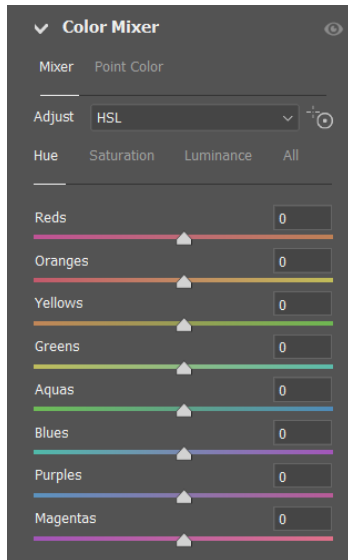 Color Mixer
Mixer Point Color
Adjust HSL
Hue Saturation Luminance All
Reds 0
Oranges 0
Yellows 0
Greens 0
Aquas 0
Blues 0
Purples 0
Magentas 0